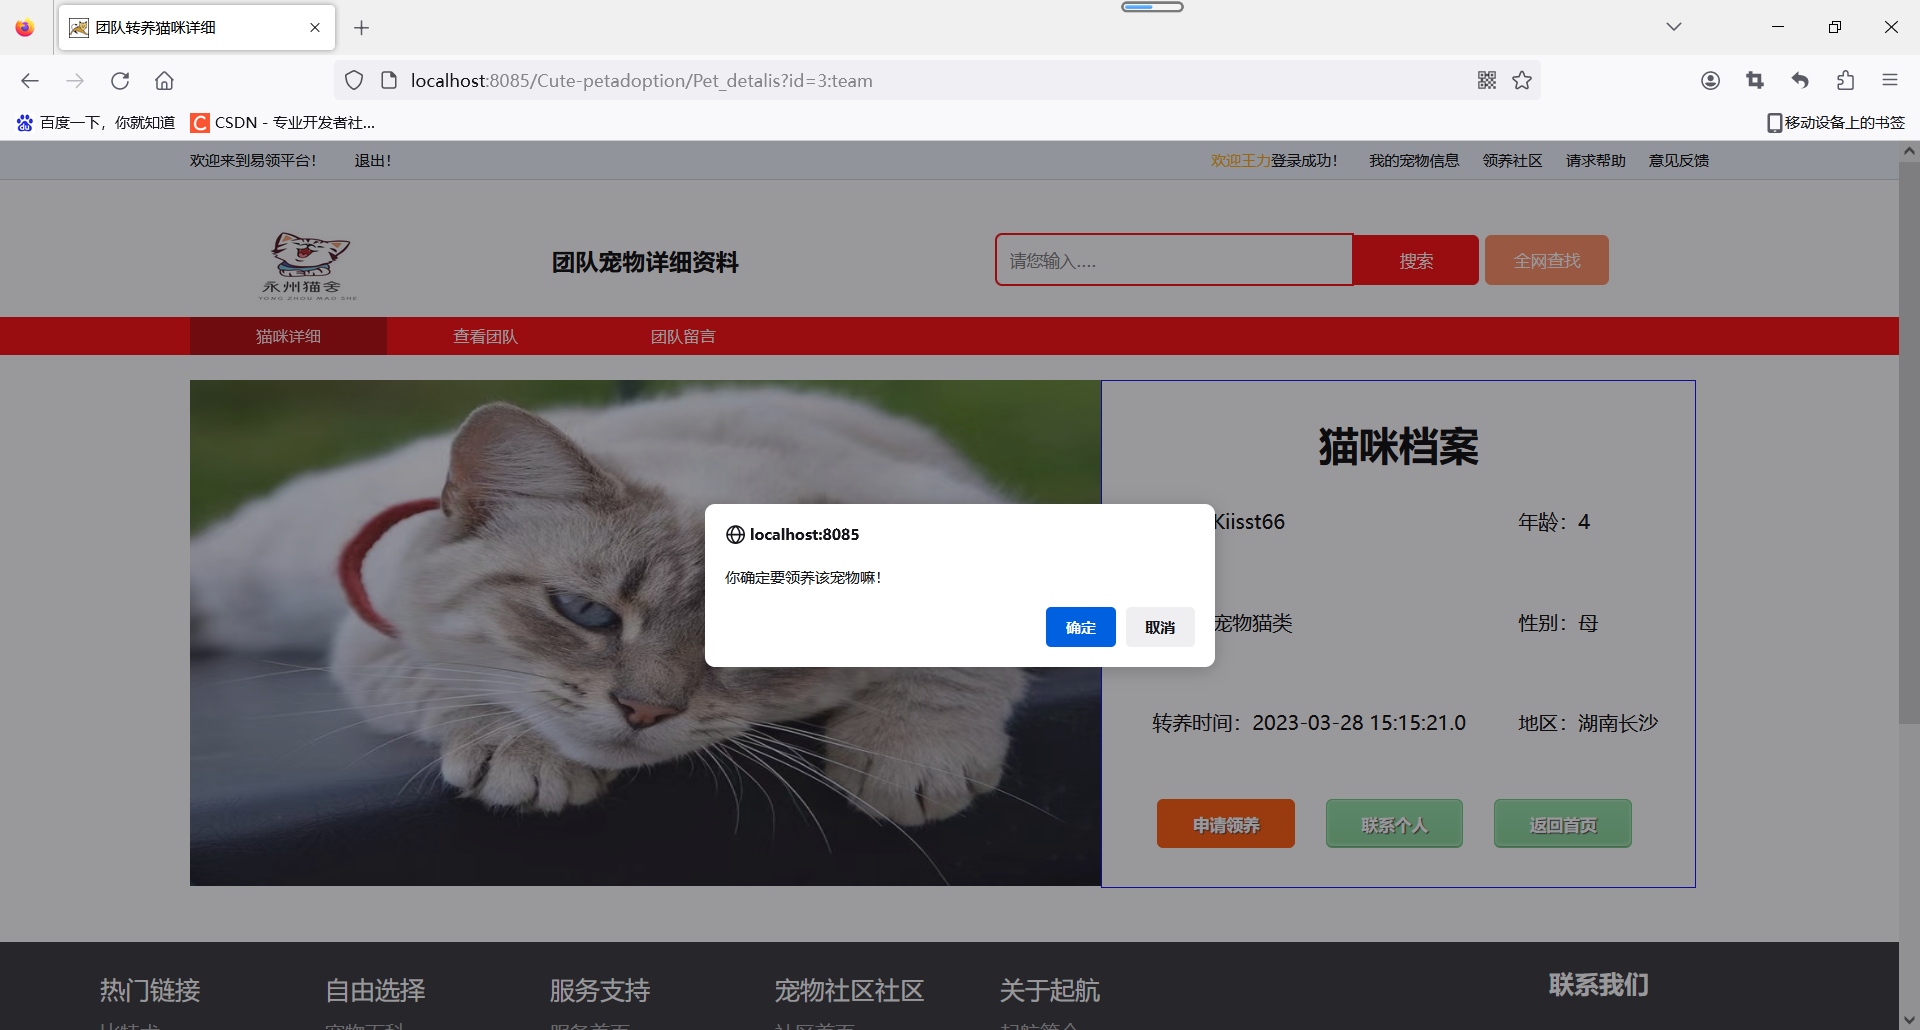 团队转养猫咪详细
localhost:8085/Cute-petadoption/Pet_detalis?id=3:team
百度一下，你就知道 CSDN - 专业开发者社... 移动设备上的书签
欢迎来到易领平台！ 退出！ 欢迎王力登录成功！ 我的宠物信息 领养社区 请求帮助 意见反馈
永州猫舍
YONG ZHOU MAO SHE
团队宠物详细资料
请您输入.... 搜索 全网查找
猫咪详细 查看团队 团队留言
猫咪档案
Kiisst66 年龄：4
localhost:8085
你确定要领养该宠物嘛！
确定 取消
宠物猫类 性别：母
转养时间：2023-03-28 15:15:21.0 地区：湖南长沙
申请领养 联系个人 返回首页
热门链接 自由选择 服务支持 宠物社区社区 关于起航 联系我们